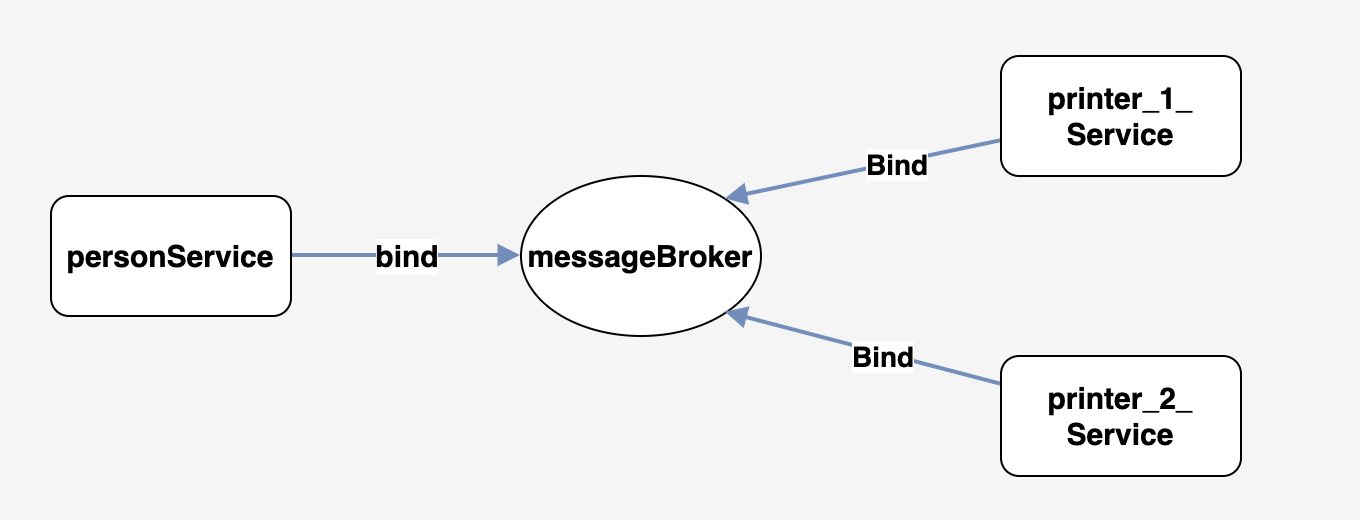 printer_1_
Service
Bind
personService
bind
messageBroker
Bind
printer_2_
Service